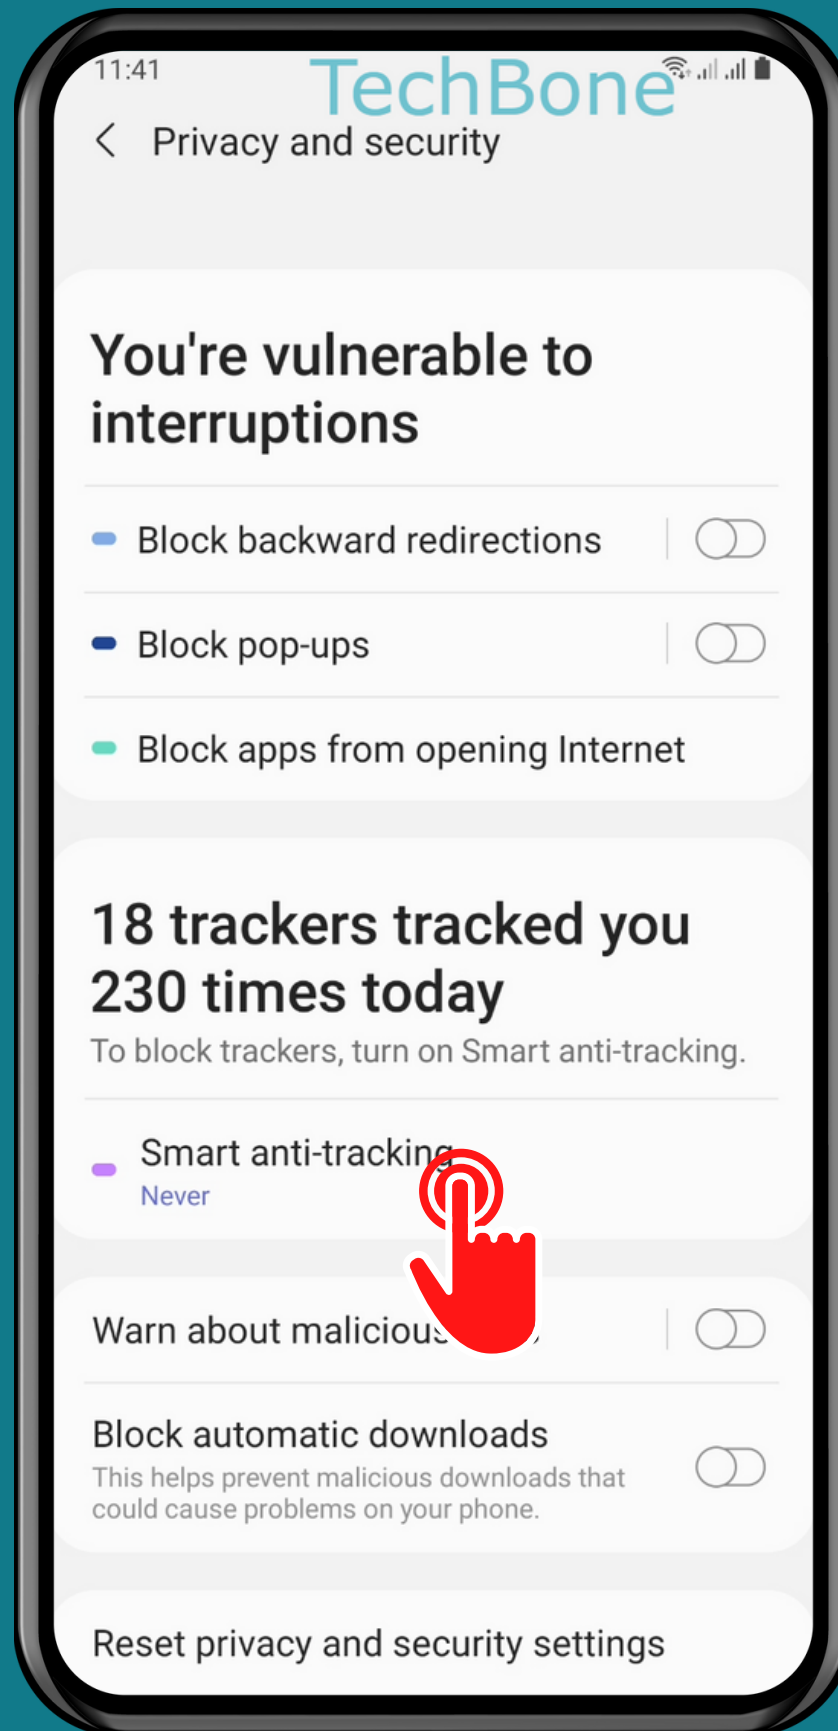 11:41
TechBone
Privacy and security
You're vulnerable to
interruptions
Block backward redirections
Block pop-ups
Block apps from opening Internet
18 trackers tracked you
230 times today
To block trackers, turn on Smart anti-tracking.
Smart anti-tracking
Never
Warn about malicious
Block automatic downloads
This helps prevent malicious downloads that
could cause problems on your phone.
Reset privacy and security settings